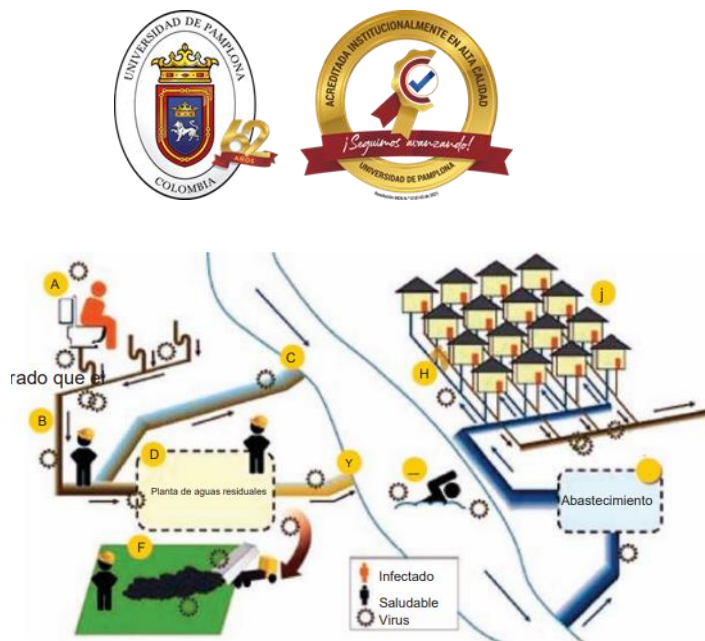 UNIVERSIDAD DE PAMPLONA
COLOMBIA
62
AÑOS
ACREDITADA INSTITUCIONALMENTE EN ALTA CALIDAD
¡Seguimos avanzando!
UNIVERSIDAD DE PAMPLONA
A
j
C
H
rado que el
B
D
Y
Planta de aguas residuales
Abastecimiento
F
Infectado
Saludable
Virus